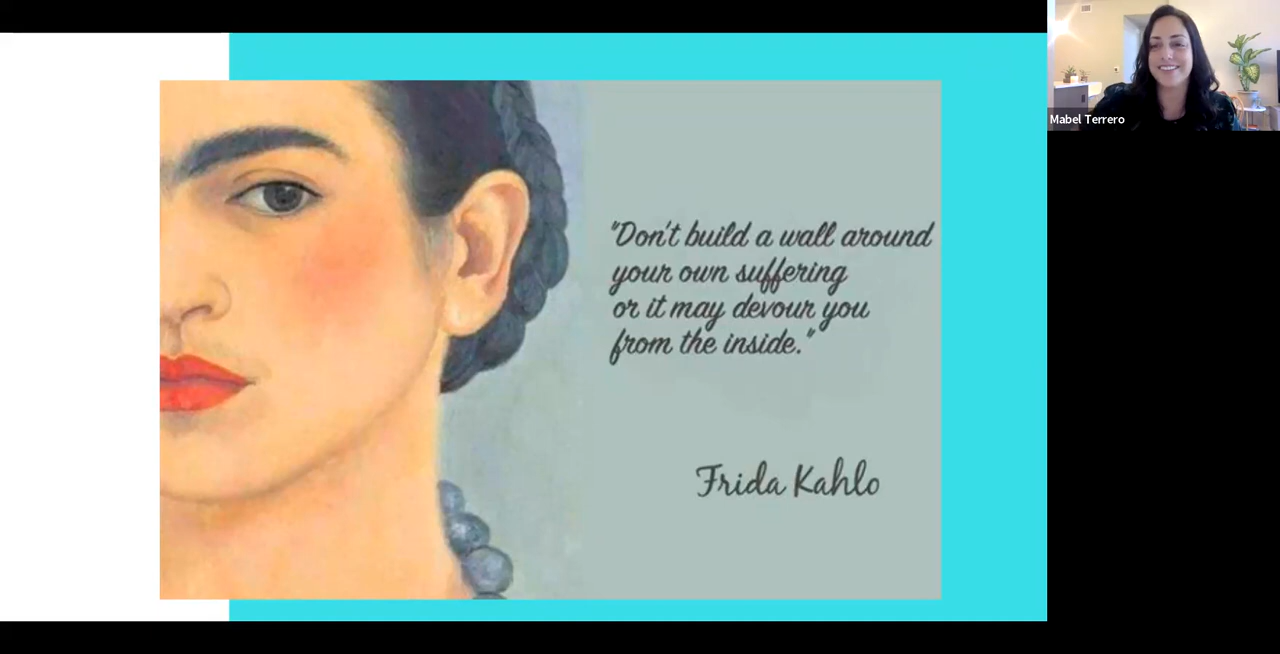 Mabel Terrero
"Don't build a wall around
your own suffering
or it may devour you
from the inside."
Frida Kahlo